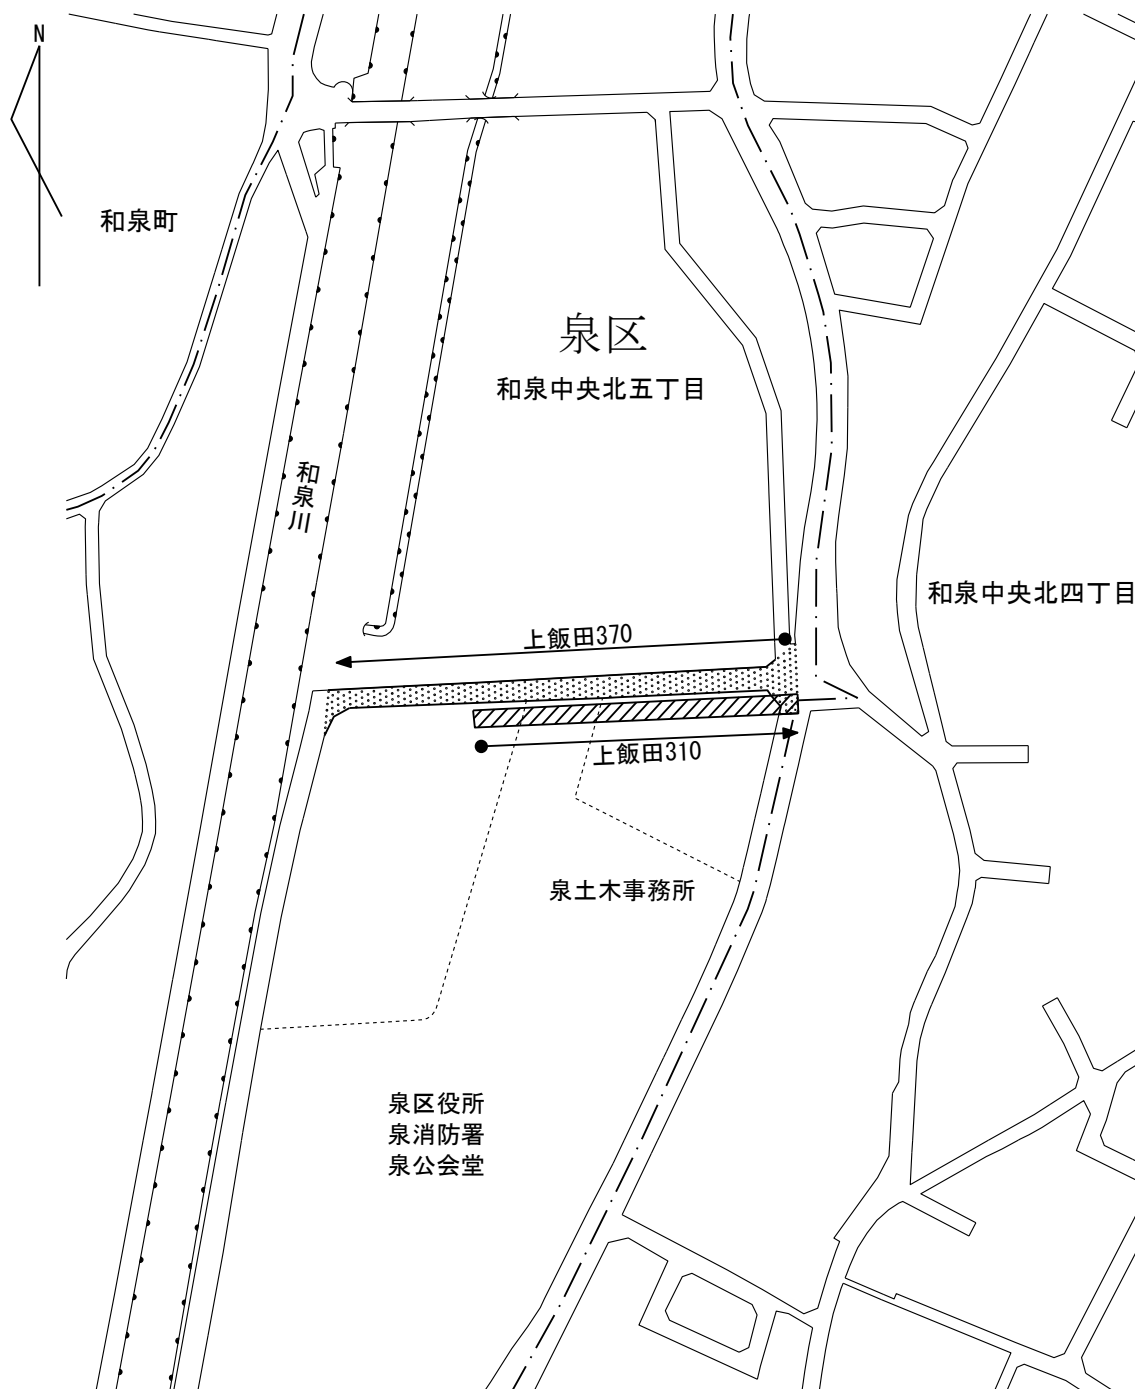 N
和泉町
泉区
和泉中央北五丁目
和泉川
和泉中央北四丁目
上飯田370
上飯田310
泉土木事務所
泉区役所
泉消防署
泉公会堂